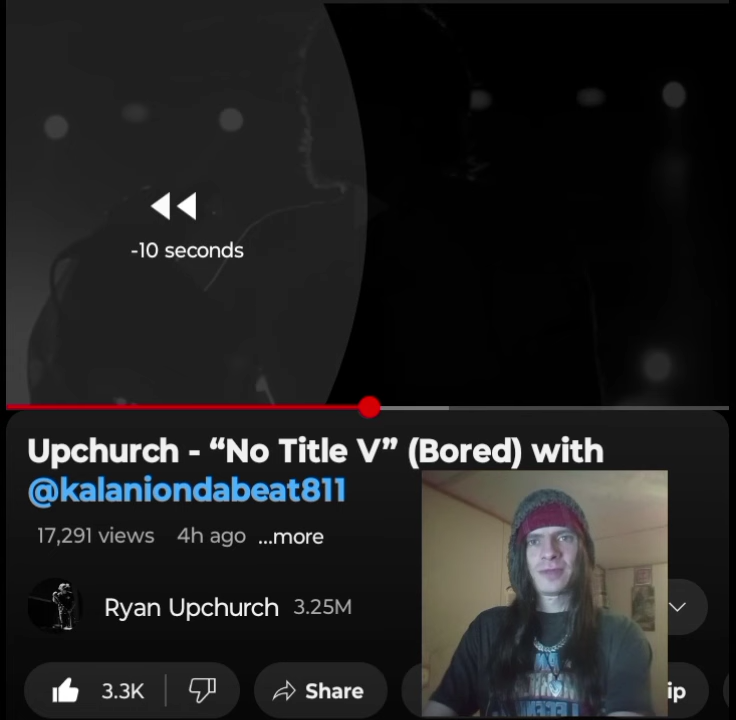 -10 seconds
Upchurch - “No Title V” (Bored) with
@kalaniondabeat811
17,291 views 4h ago ...more
Ryan Upchurch 3.25M
3.3K Share ip